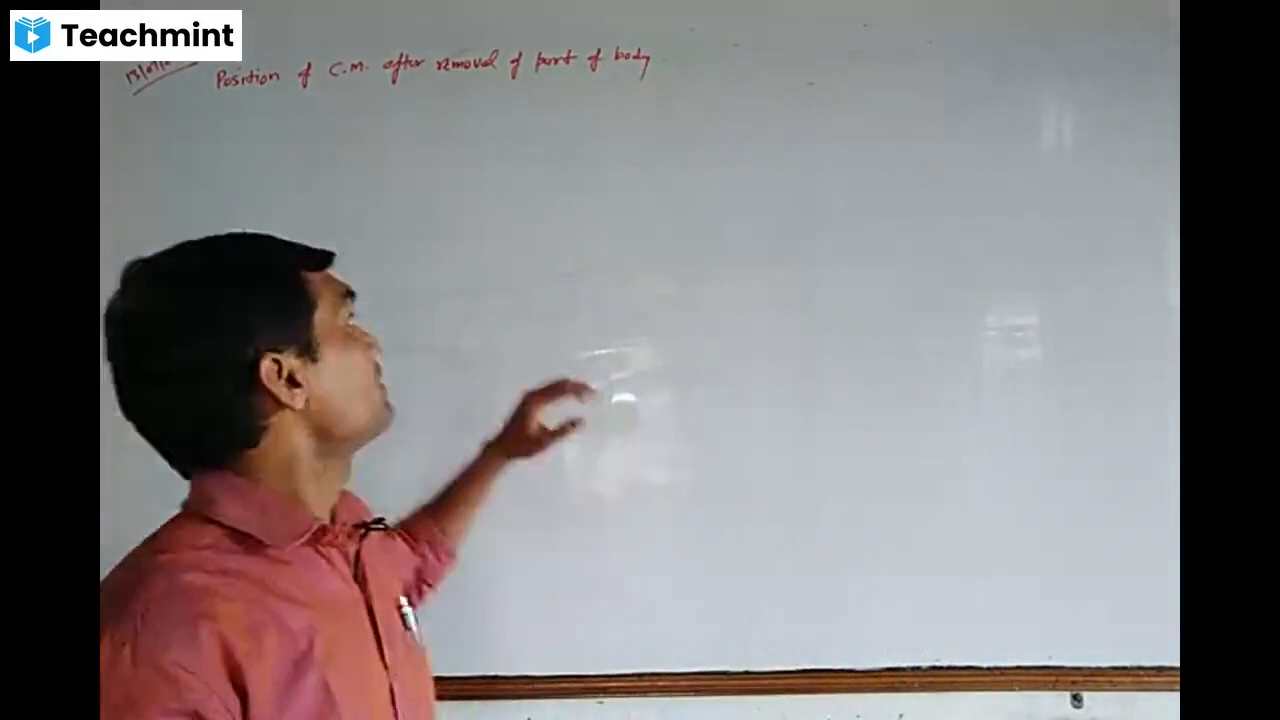 Teachmint
Position of C.M. after removal of part of body